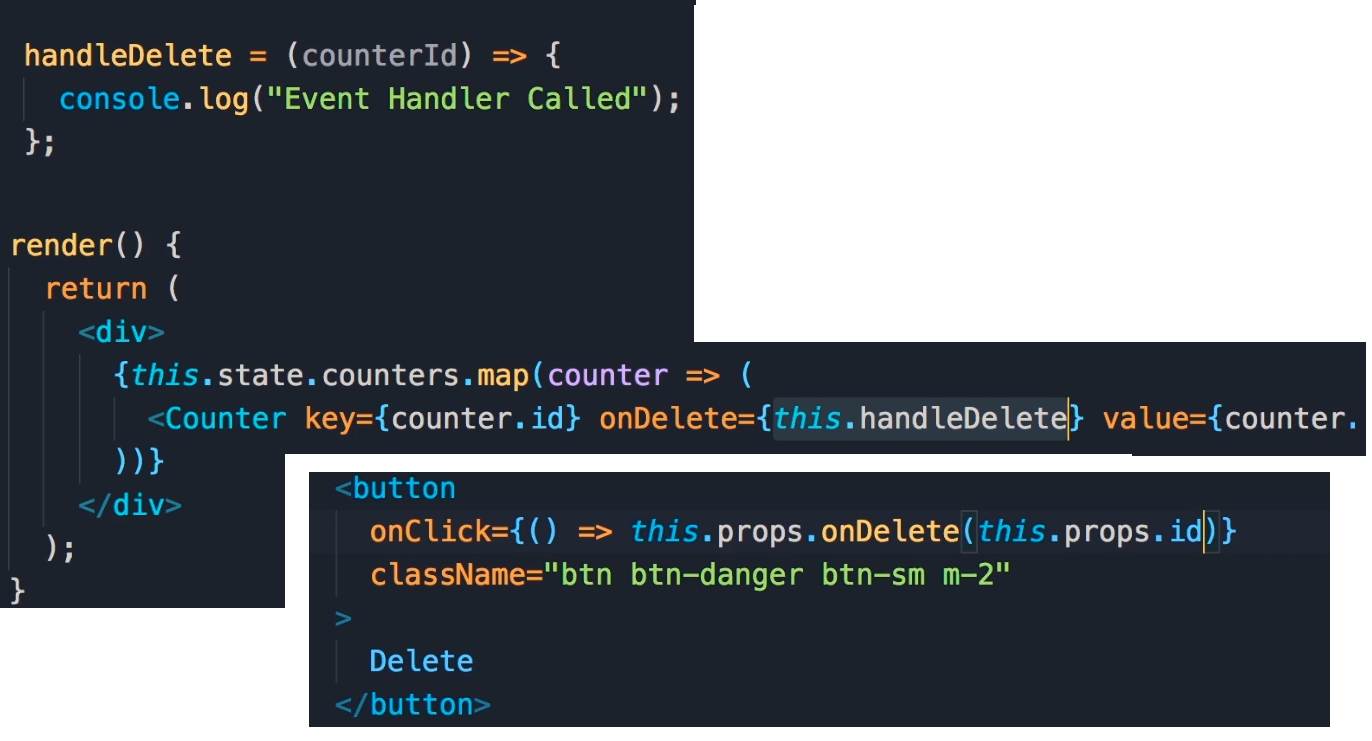 handleDelete = (counterId) => {
console.log("Event Handler Called");
};
render() {
return (
<div>
{this.state.counters.map(counter => (
<Counter key={counter.id} onDelete={this.handleDelete} value={counter.
))}
</div>
);
}
<button
onClick={() => this.props.onDelete(this.props.id)}
className="btn btn-danger btn-sm m-2"
>
Delete
</button>